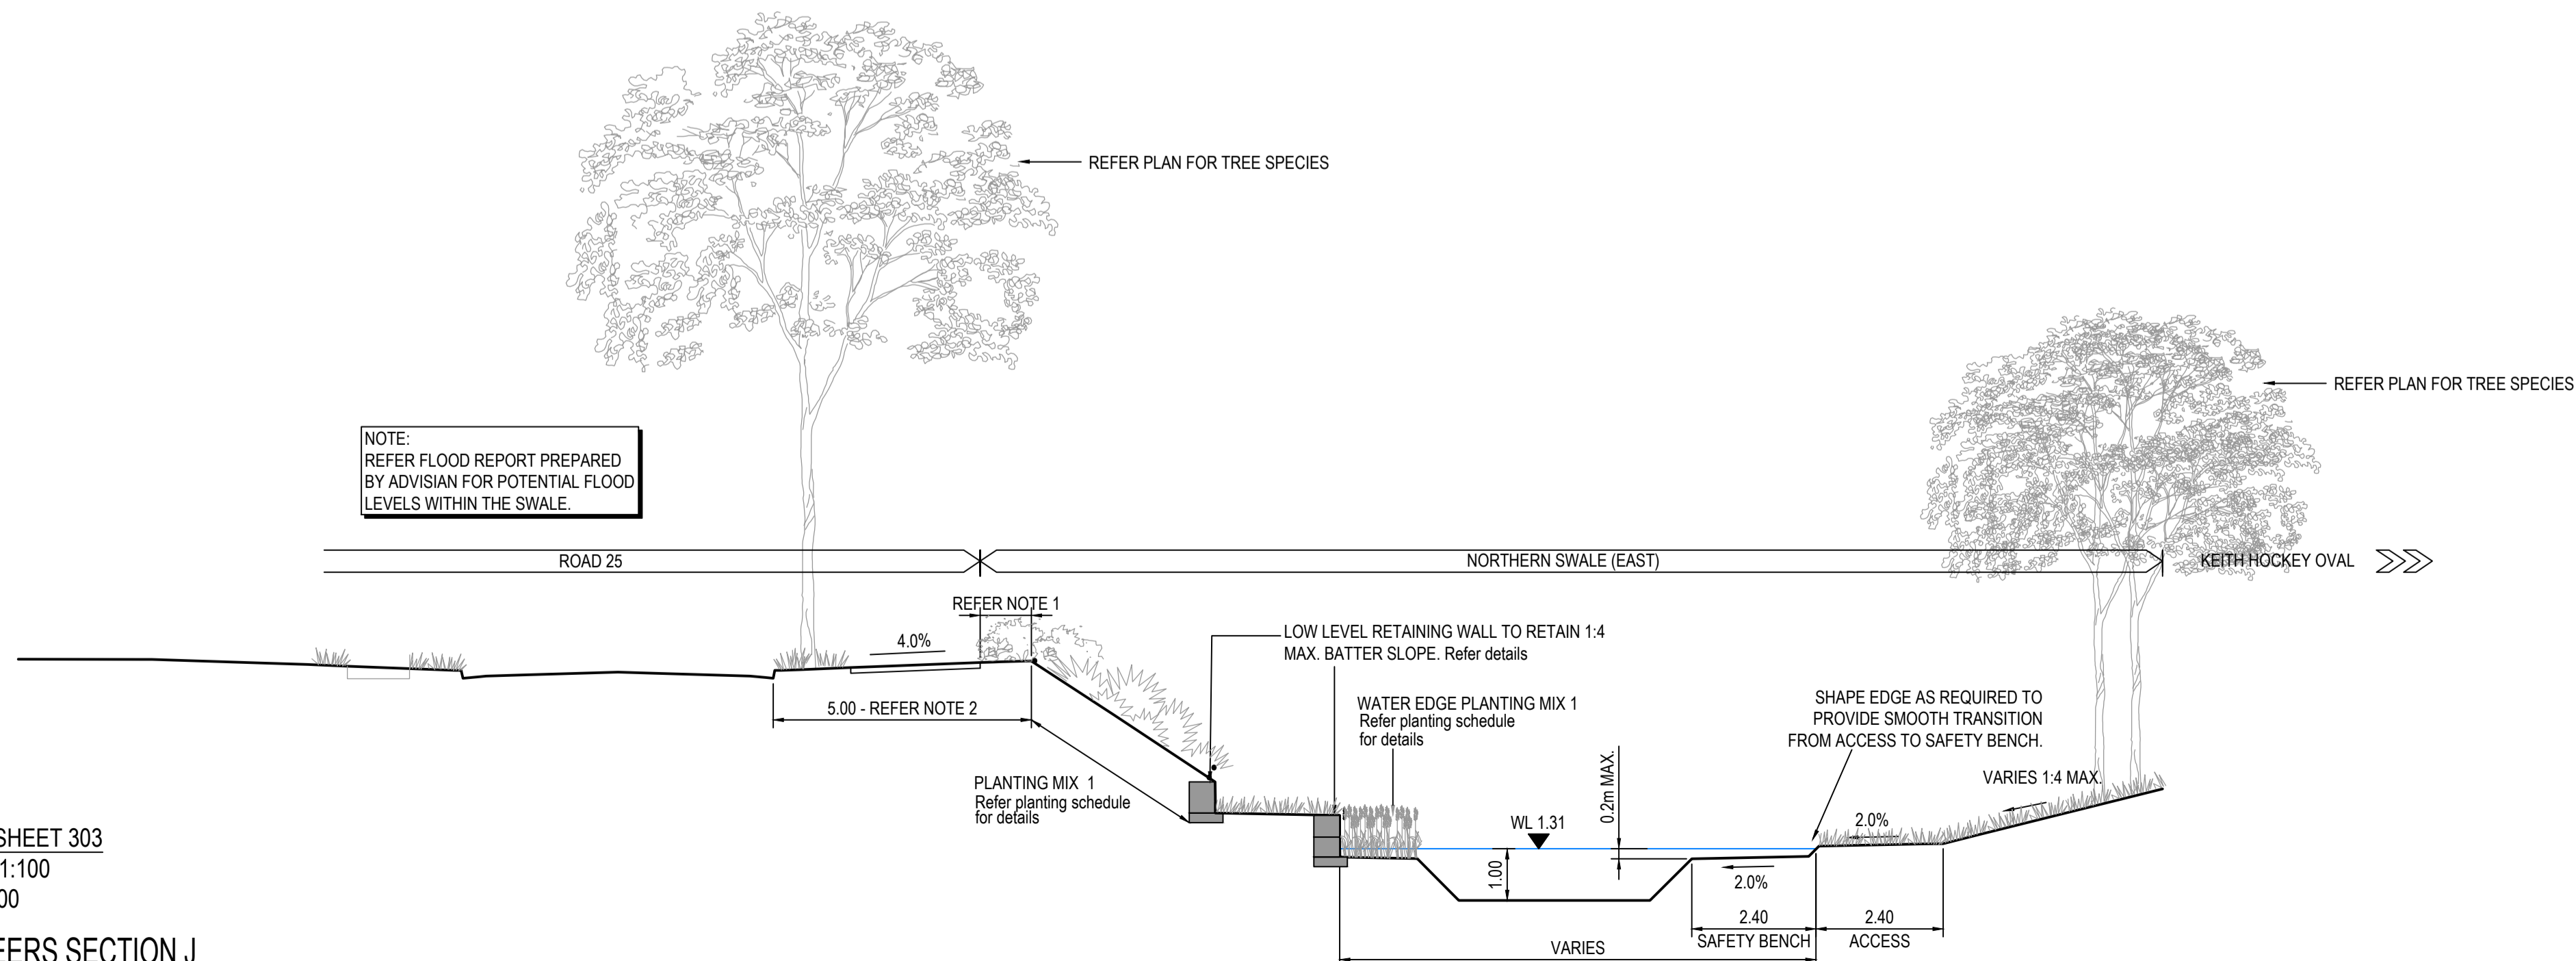 REFER PLAN FOR TREE SPECIES
REFER PLAN FOR TREE SPECIES
NOTE:
REFER FLOOD REPORT PREPARED
BY ADVISIAN FOR POTENTIAL FLOOD
LEVELS WITHIN THE SWALE.
ROAD 25
NORTHERN SWALE (EAST)
KEITH HOCKEY OVAL
REFER NOTE 1
4.0%
5.00 - REFER NOTE 2
LOW LEVEL RETAINING WALL TO RETAIN 1:4
MAX. BATTER SLOPE. Refer details
WATER EDGE PLANTING MIX 1
Refer planting schedule
for details
SHAPE EDGE AS REQUIRED TO
PROVIDE SMOOTH TRANSITION
FROM ACCESS TO SAFETY BENCH.
PLANTING MIX 1
Refer planting schedule
for details
0.2m MAX.
VARIES 1:4 MAX.
WL 1.31
2.0%
1.00
2.0%
2.40
2.40
SAFETY BENCH
ACCESS
VARIES
SHEET 303
1:100
00
EERS SECTION J